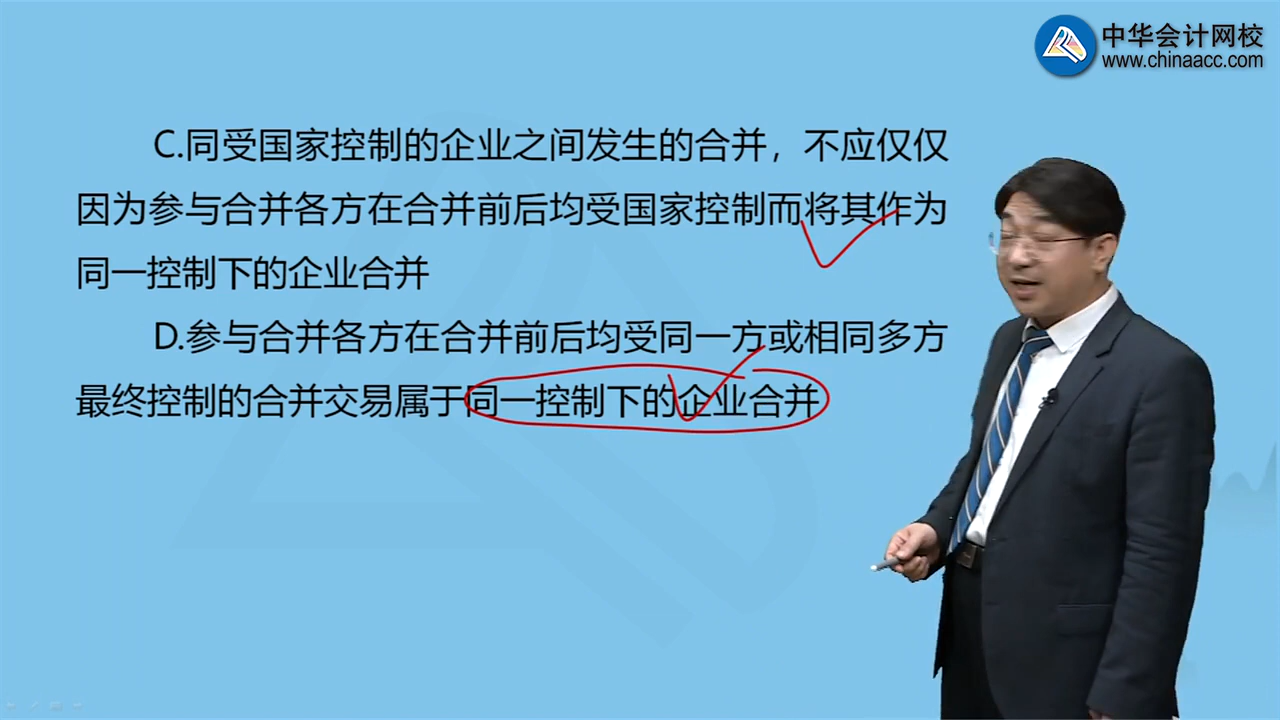 中华会计网校
www.chinaacc.com
C.同受国家控制的企业之间发生的合并，不应仅仅
因为参与合并各方在合并前后均受国家控制而将其作为
同一控制下的企业合并
D.参与合并各方在合并前后均受同一方或相同多方
最终控制的合并交易属于同一控制下的企业合并